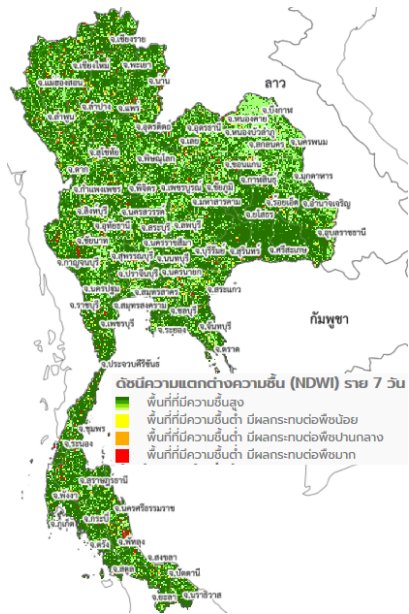 จ.เชียงราย
จ.เชียงใหม่
จ.พะเยา
จ.แม่ฮ่องสอน
จ.น่าน
จ.ลำปาง
จ.แพร่
จ.ลำพูน
จ.อุตรดิตถ์
จ.สุโขทัย
จ.ตาก
จ.พิษณุโลก
ลาว
จ.บึงกาฬ
จ.หนองคาย
จ.อุดรธานี
จ.หนองบัวลำภู
จ.เลย
จ.สกลนคร
จ.นครพนม
จ.ขอนแก่น
จ.กาฬสินธุ์
จ.มุกดาหาร
จ.กำแพงเพชร
จ.พิจิตร
จ.เพชรบูรณ์
จ.ชัยภูมิ
จ.มหาสารคาม
จ.ร้อยเอ็ด
จ.อำนาจเจริญ
จ.ยโสธร
จ.สิงหบุรี
จ.นครสวรรค์
จ.อุทัยธานี
จ.สระบุรี
จ.ลพบุรี
จ.อุบลราชธานี
จ.ชัยนาท
จ.นครราชสีมา
จ.บุรีรัมย์
จ.สุรินทร์
จ.ศรีสะเกษ
จ.กาญจนบุรี
จ.สุพรรณบุรี
จ.นนทบุรี
จ.ปราจีนบุรี
จ.นครนายก
จ.นครปฐม
จ.สมุทรสาคร
จ.สระแก้ว
จ.ราชบุรี
จ.สมุทรสงคราม
จ.ชลบุรี
จ.เพชรบุรี
จ.ระยอง
จ.จันทบุรี
จ.ตราด
กัมพูชา
จ.ประจวบคีรีขันธ์
ดัชนีความแตกต่างความชื้น (NDWI) ราย 7 วัน
พื้นที่ที่มีความชื้นสูง
พื้นที่ที่มีความชื้นต่ำ มีผลกระทบต่อพืชน้อย
พื้นที่ที่มีความชื้นต่ำ มีผลกระทบต่อพืชปานกลาง
พื้นที่ที่มีความชื้นต่ำ มีผลกระทบต่อพืชมาก
จ.ชุมพร
จ.ระนอง
จ.สุราษฎร์ธานี
จ.พังงา
จ.นครศรีธรรมราช
จ.ภูเก็ต
จ.กระบี่
จ.ตรัง
จ.พัทลุง
จ.สงขลา
จ.สตูล
จ.ปัตตานี
จ.ยะลา
จ.นราธิวาส